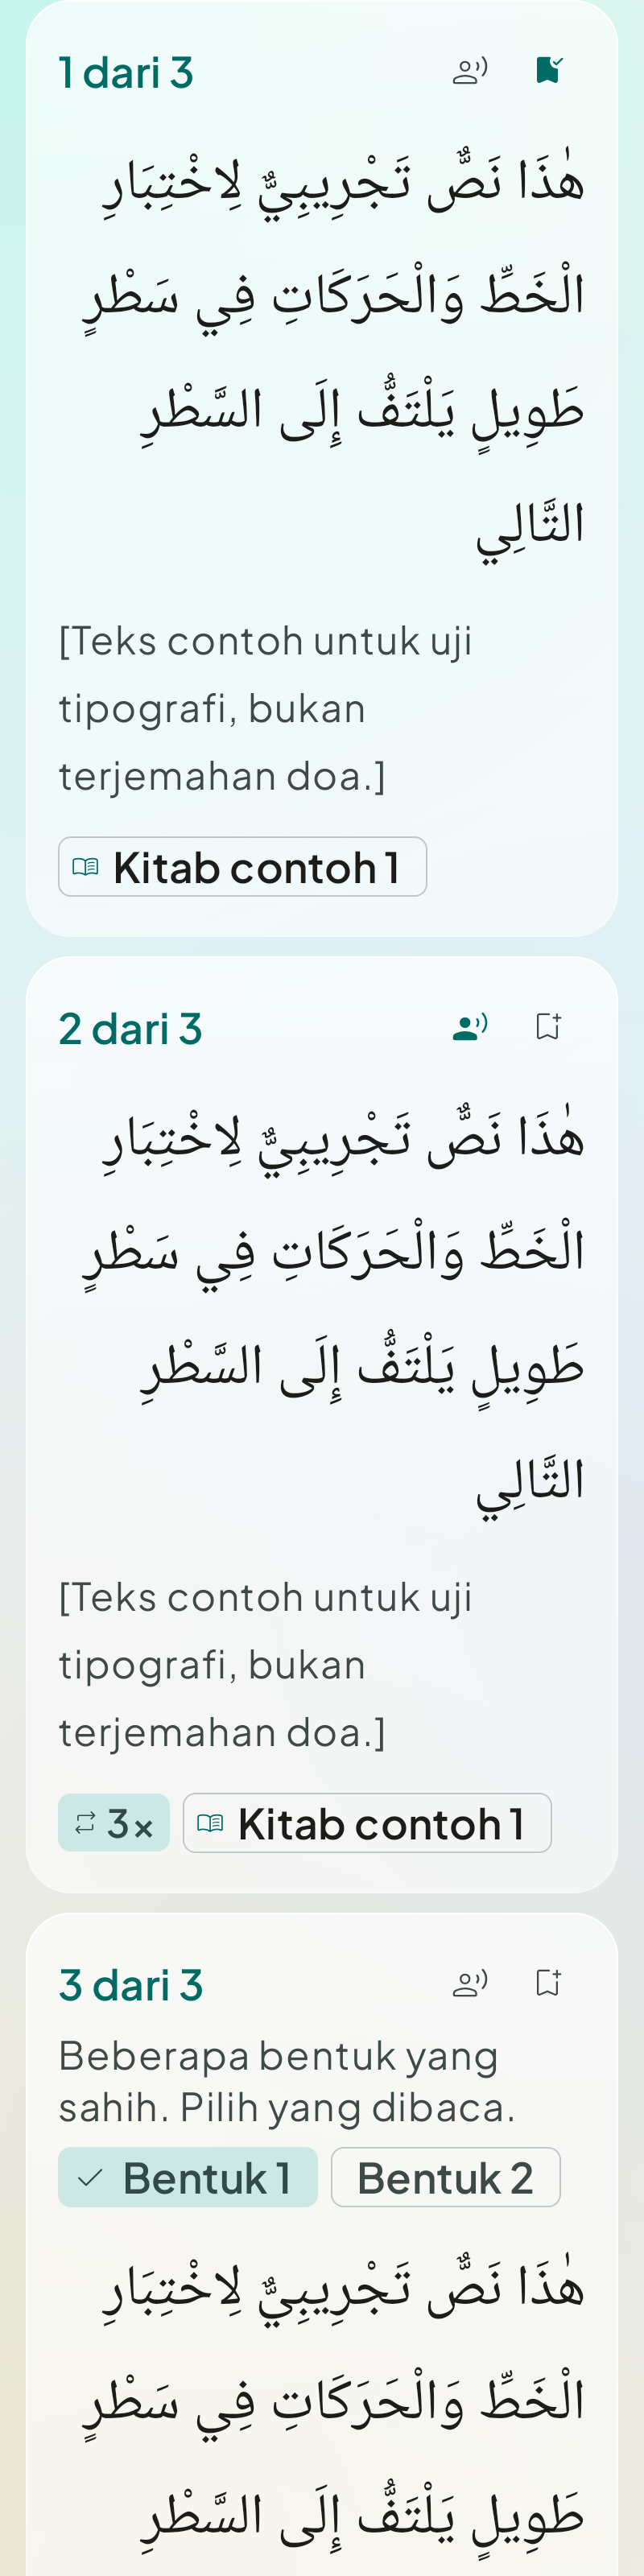 1 dari 3
هٰذَا نَصٌّ تَجْرِيبِيٌّ لِاخْتِبَارِ
الْخَطِّ وَالْحَرَكَاتِ فِي سَطْرٍ
طَوِيلٍ يَلْتَفُّ إِلَى السَّطْرِ
التَّالِي
[Teks contoh untuk uji
tipografi, bukan
terjemahan doa.]
Kitab contoh 1
2 dari 3
هٰذَا نَصٌّ تَجْرِيبِيٌّ لِاخْتِبَارِ
الْخَطِّ وَالْحَرَكَاتِ فِي سَطْرٍ
طَوِيلٍ يَلْتَفُّ إِلَى السَّطْرِ
التَّالِي
[Teks contoh untuk uji
tipografi, bukan
terjemahan doa.]
3× Kitab contoh 1
3 dari 3
Beberapa bentuk yang
sahih. Pilih yang dibaca.
Bentuk 1 Bentuk 2
هٰذَا نَصٌّ تَجْرِيبِيٌّ لِاخْتِبَارِ
الْخَطِّ وَالْحَرَكَاتِ فِي سَطْرٍ
طَوِيلٍ يَلْتَفُّ إِلَى السَّطْرِ